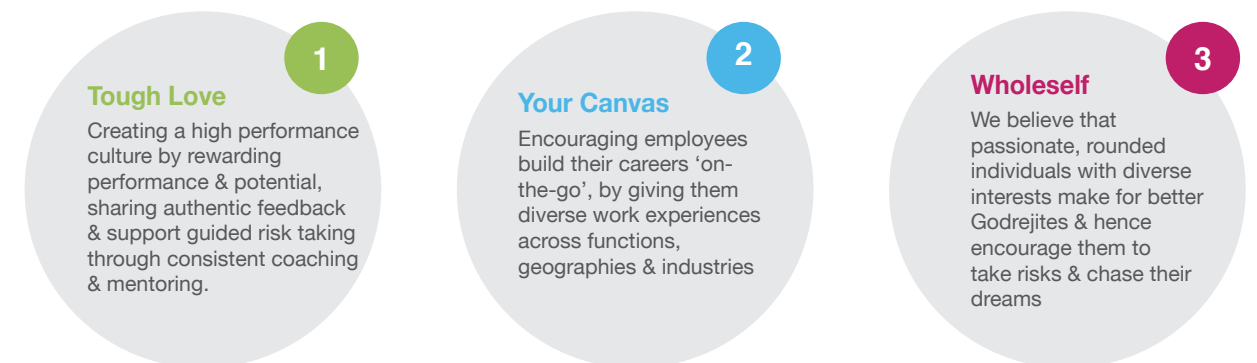 1
Tough Love
Creating a high performance
culture by rewarding
performance & potential,
sharing authentic feedback
& support guided risk taking
through consistent coaching
& mentoring.
2
Your Canvas
Encouraging employees
build their careers ‘on-
the-go’, by giving them
diverse work experiences
across functions,
geographies & industries
3
Wholeself
We believe that
passionate, rounded
individuals with diverse
interests make for better
Godrejites & hence
encourage them to
take risks & chase their
dreams